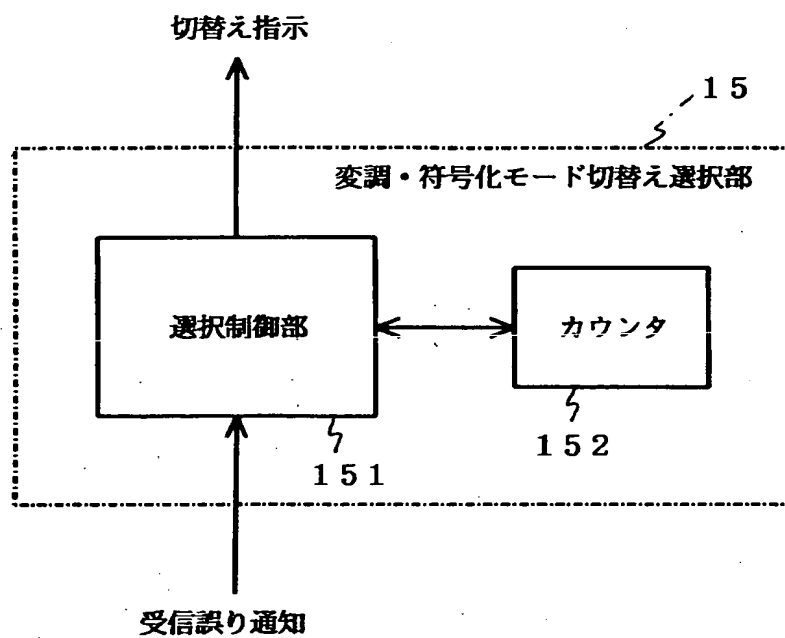 切替え指示
１５
変調・符号化モード切替え選択部
選択制御部
カウンタ
１５１
１５２
受信誤り通知